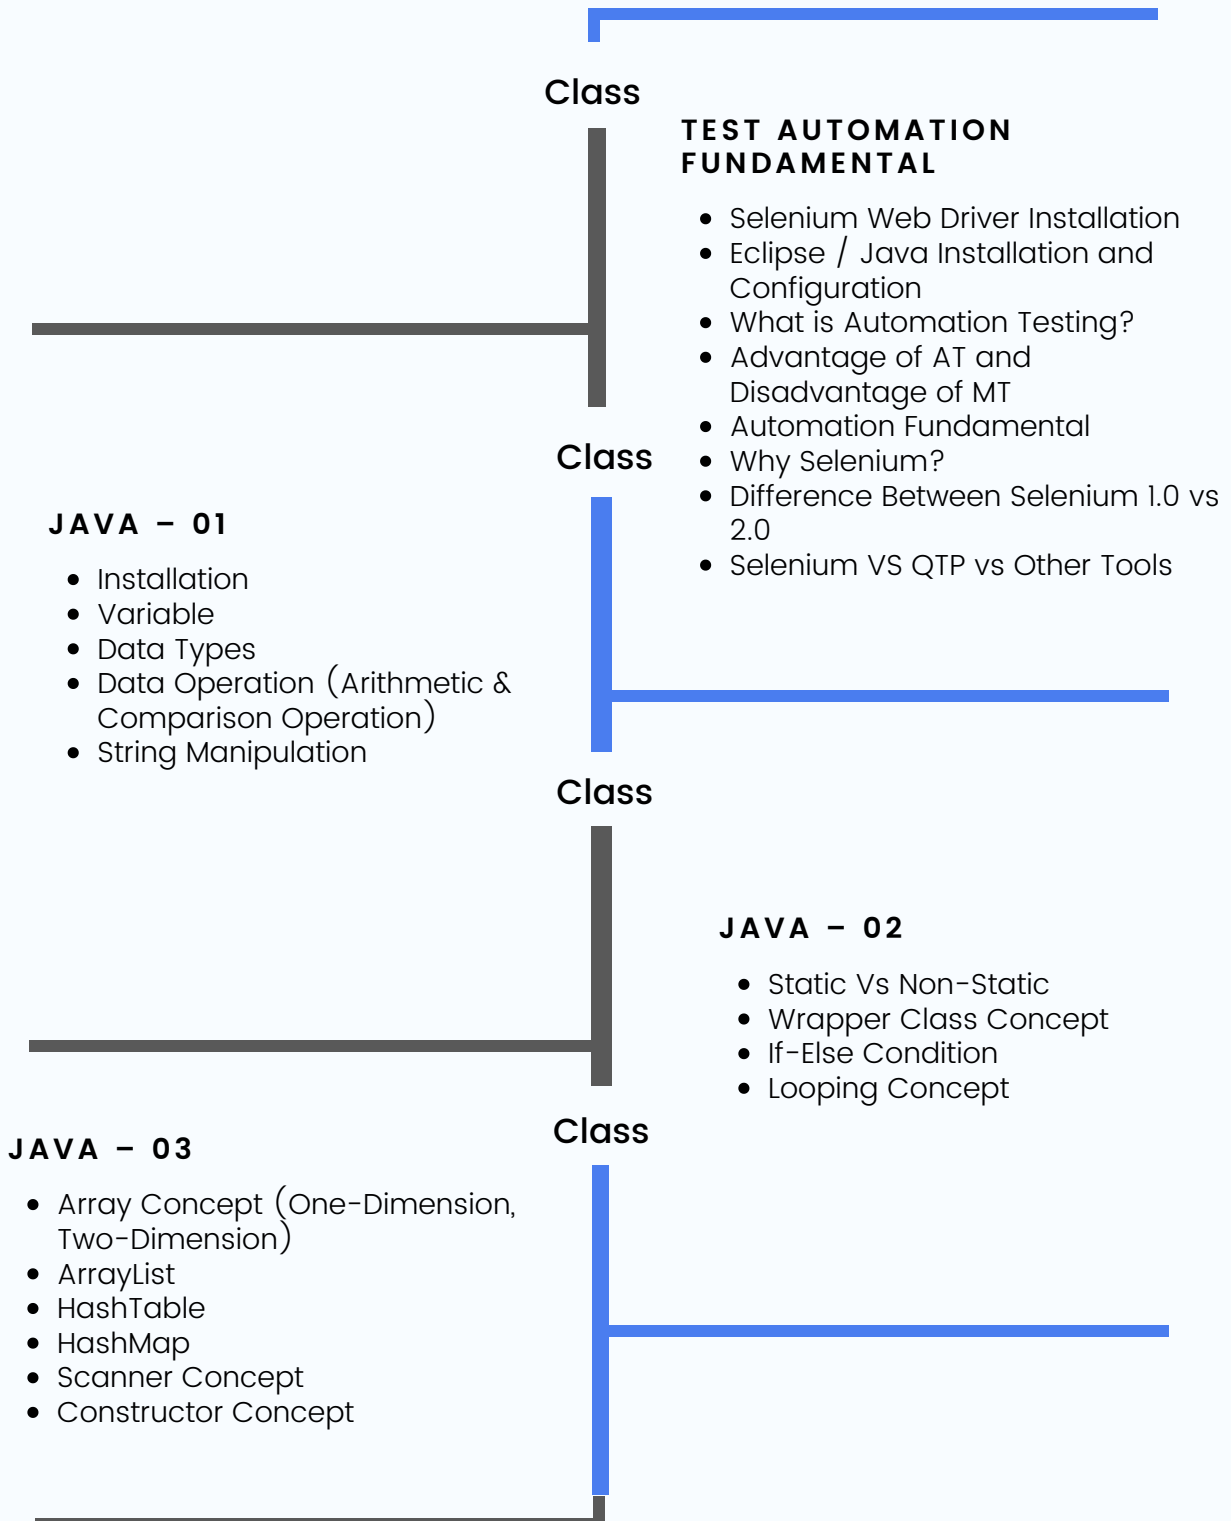 Class
TEST AUTOMATION
FUNDAMENTAL
• Selenium Web Driver Installation
• Eclipse / Java Installation and
Configuration
• What is Automation Testing?
• Advantage of AT and
Disadvantage of MT
• Automation Fundamental
• Why Selenium?
• Difference Between Selenium 1.0 vs
2.0
• Selenium VS QTP vs Other Tools
Class
JAVA – 01
• Installation
• Variable
• Data Types
• Data Operation (Arithmetic &
Comparison Operation)
• String Manipulation
Class
JAVA – 02
• Static Vs Non-Static
• Wrapper Class Concept
• If-Else Condition
• Looping Concept
Class
JAVA – 03
• Array Concept (One-Dimension,
Two-Dimension)
• ArrayList
• HashTable
• HashMap
• Scanner Concept
• Constructor Concept